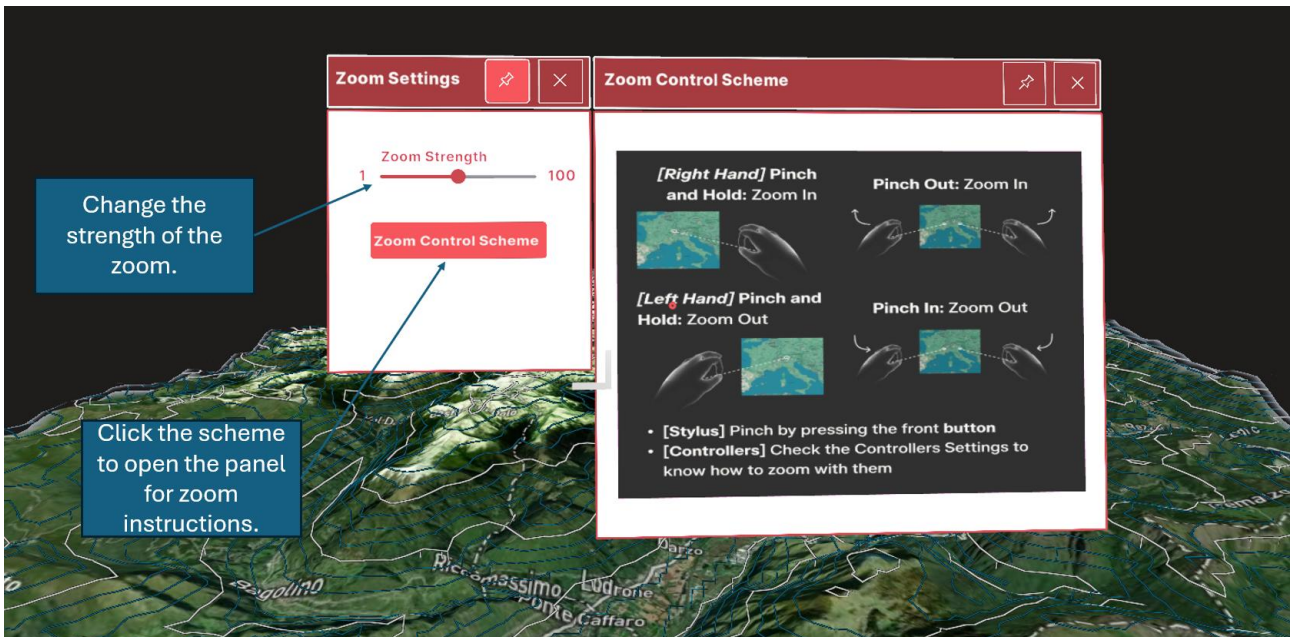 Zoom Settings
Zoom Strength
1
100
Zoom Control Scheme
Change the
strength of the
zoom.
Click the scheme
to open the panel
for zoom
instructions.
Zoom Control Scheme
[Right Hand] Pinch
and Hold: Zoom In
Pinch Out: Zoom In
[Left Hand] Pinch and
Hold: Zoom Out
Pinch In: Zoom Out
• [Stylus] Pinch by pressing the front button
• [Controllers] Check the Controllers Settings to
know how to zoom with them
Bagolino
Riccomassimo
Lodrone
Darzo
Ponte Caffaro